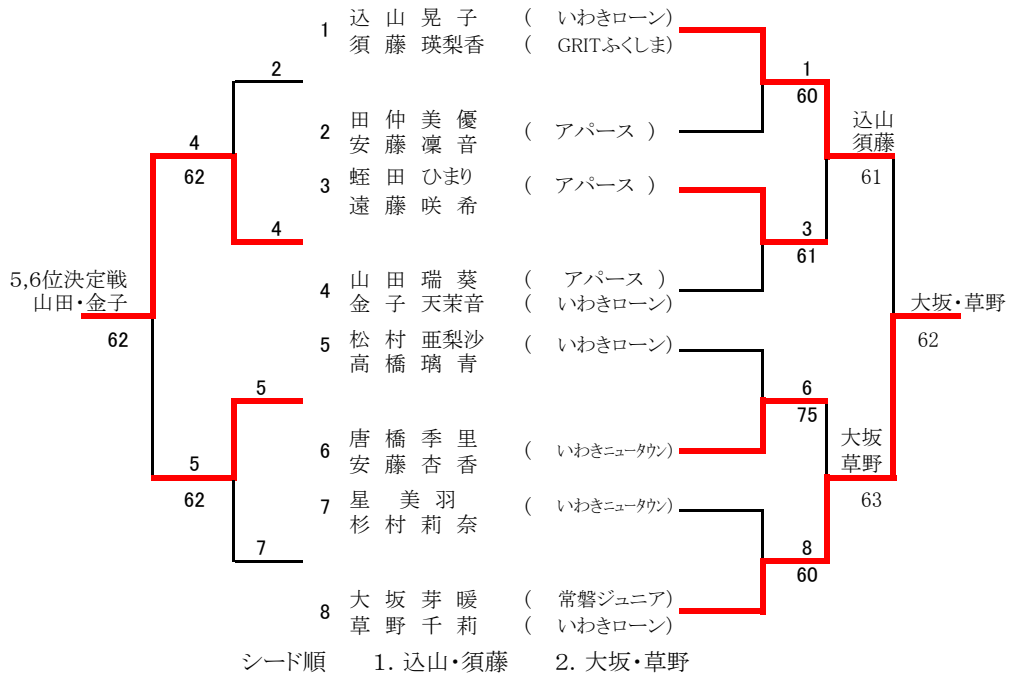 1 込山晃子 ( いわきローン)
須藤瑛梨香 ( GRITふくしま)
2 田仲美優 ( アパース )
安藤凜音
3 蛭田ひまり ( アパース )
遠藤咲希
4 山田瑞葵 ( アパース )
金子天茉音 ( いわきローン)
5 松村亜梨沙 ( いわきローン)
高橋璃青
6 唐橋季里 ( いわきニュータウン)
安藤杏香
7 星美羽 ( いわきニュータウン)
杉村莉奈
8 大坂芽暖 ( 常磐ジュニア)
草野千莉 ( いわきローン)
2
4
62
4
5,6位決定戦
山田・金子
62
5
5
62
7
1
60
込山
須藤
61
3
61
大坂・草野
62
6
75
大坂
草野
63
8
60
シード順 1. 込山・須藤 2. 大坂・草野